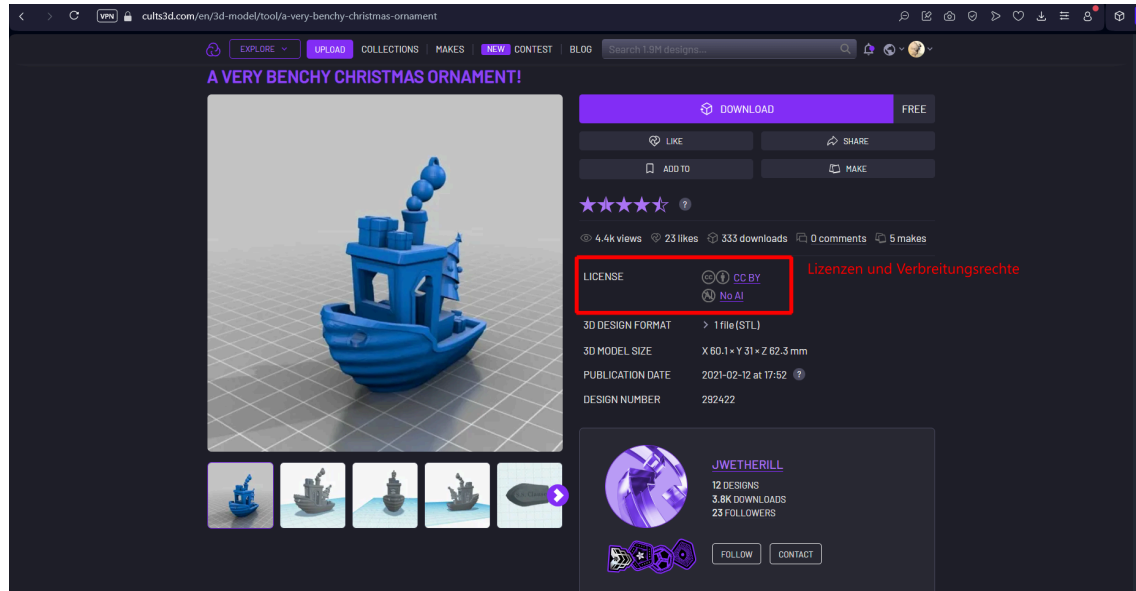 VPN cults3d.com/en/3d-model/tool/a-very-benchy-christmas-ornament
EXPLORE UPLOAD COLLECTIONS MAKES NEW CONTEST BLOG Search 1.9M designs...
A VERY BENCHY CHRISTMAS ORNAMENT!
DOWNLOAD FREE
LIKE SHARE
ADD TO MAKE
?
4.4k views 23 likes 333 downloads 0 comments 5 makes
LICENSE CC BY Lizenzen und Verbreitungsrechte
No AI
3D DESIGN FORMAT > 1 file (STL)
3D MODEL SIZE X 60.1 × Y 31 × Z 62.3 mm
PUBLICATION DATE 2021-02-12 at 17:52 ?
DESIGN NUMBER 292422
JWETHERILL
12 DESIGNS
3.8K DOWNLOADS
23 FOLLOWERS
FOLLOW CONTACT